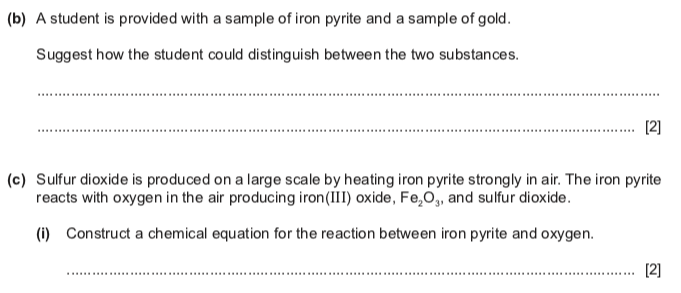 (b) A student is provided with a sample of iron pyrite and a sample of gold.
Suggest how the student could distinguish between the two substances.
..........................................................................................................................................................
.................................................................................................................................................... [2]
(c) Sulfur dioxide is produced on a large scale by heating iron pyrite strongly in air. The iron pyrite
reacts with oxygen in the air producing iron(III) oxide, Fe₂O₃, and sulfur dioxide.
(i) Construct a chemical equation for the reaction between iron pyrite and oxygen.
............................................................................................................................................ [2]